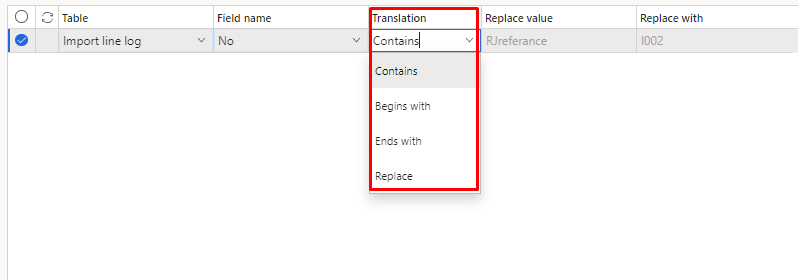 Table Field name Translation Replace value Replace with
Import line log No Contains RJreferance I002
Contains
Begins with
Ends with
Replace